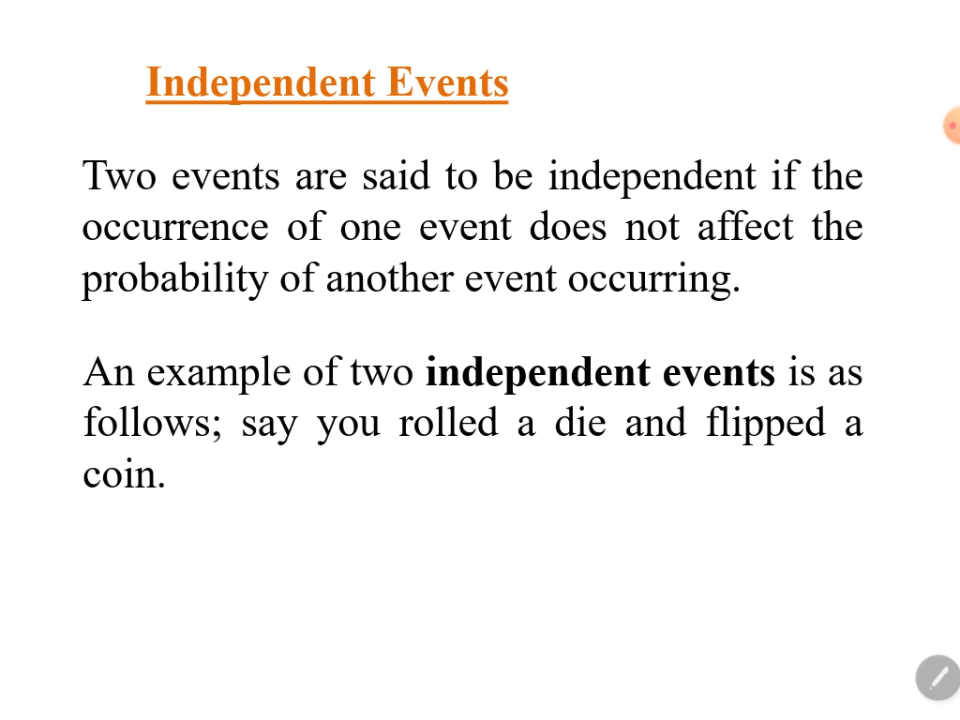 Independent Events
Two events are said to be independent if the
occurrence of one event does not affect the
probability of another event occurring.
An example of two independent events is as
follows; say you rolled a die and flipped a
coin.